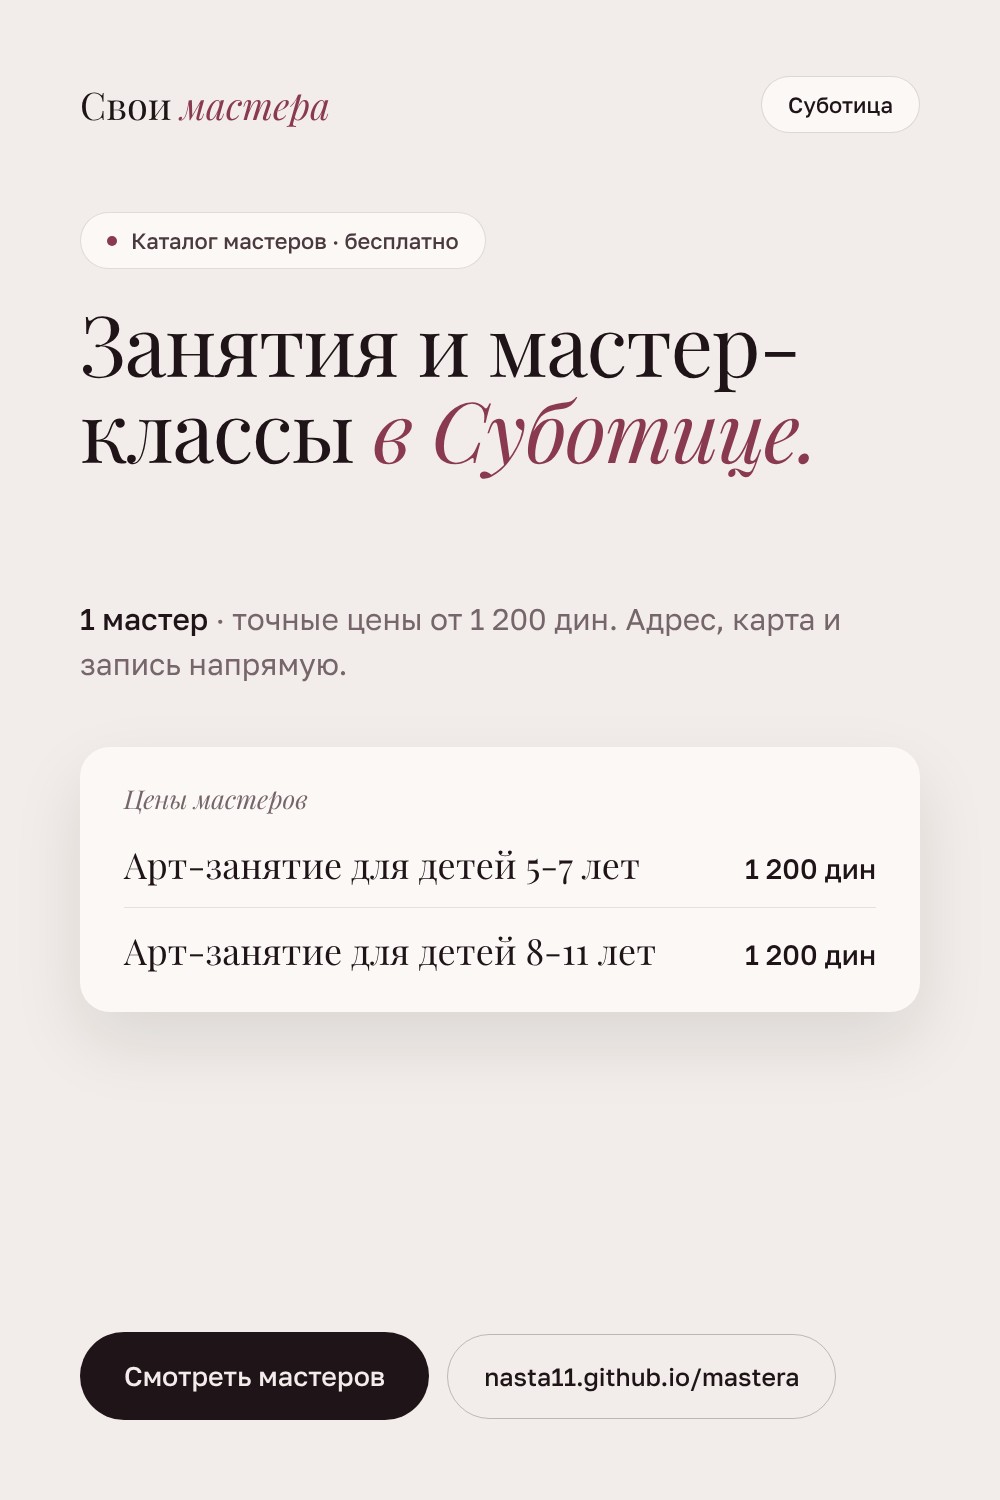 Свои мастера
Суботица
Каталог мастеров · бесплатно
Занятия и мастер-
классы в Суботице.
1 мастер · точные цены от 1 200 дин. Адрес, карта и
запись напрямую.
Цены мастеров
Арт-занятие для детей 5-7 лет 1 200 дин
Арт-занятие для детей 8-11 лет 1 200 дин
Смотреть мастеров
nasta11.github.io/mastera